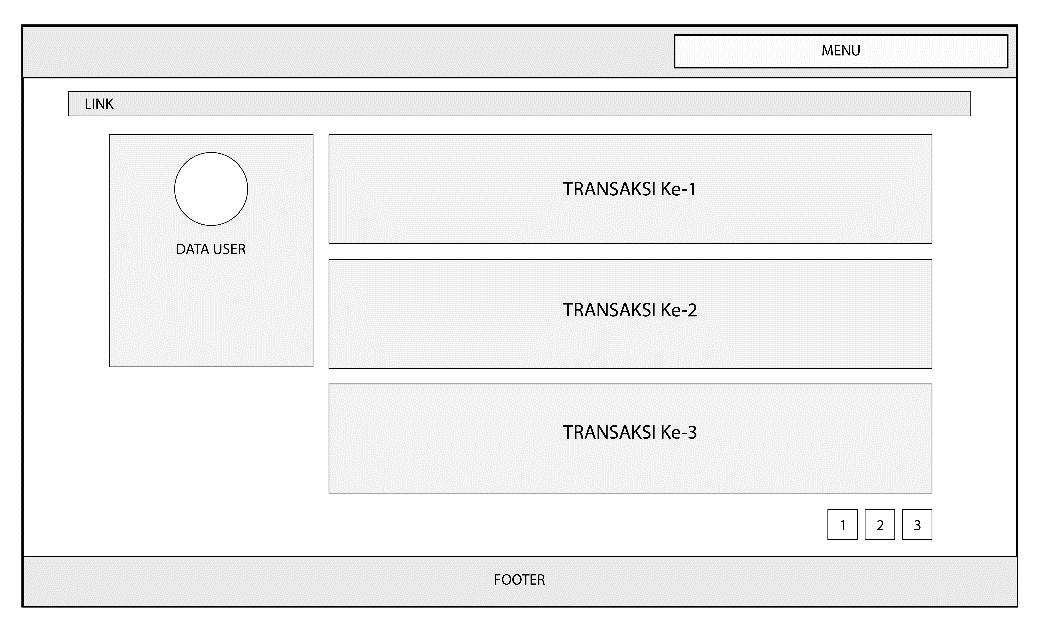 MENU
LINK
DATA USER
TRANSAKSI Ke-1
TRANSAKSI Ke-2
TRANSAKSI Ke-3
1 2 3
FOOTER